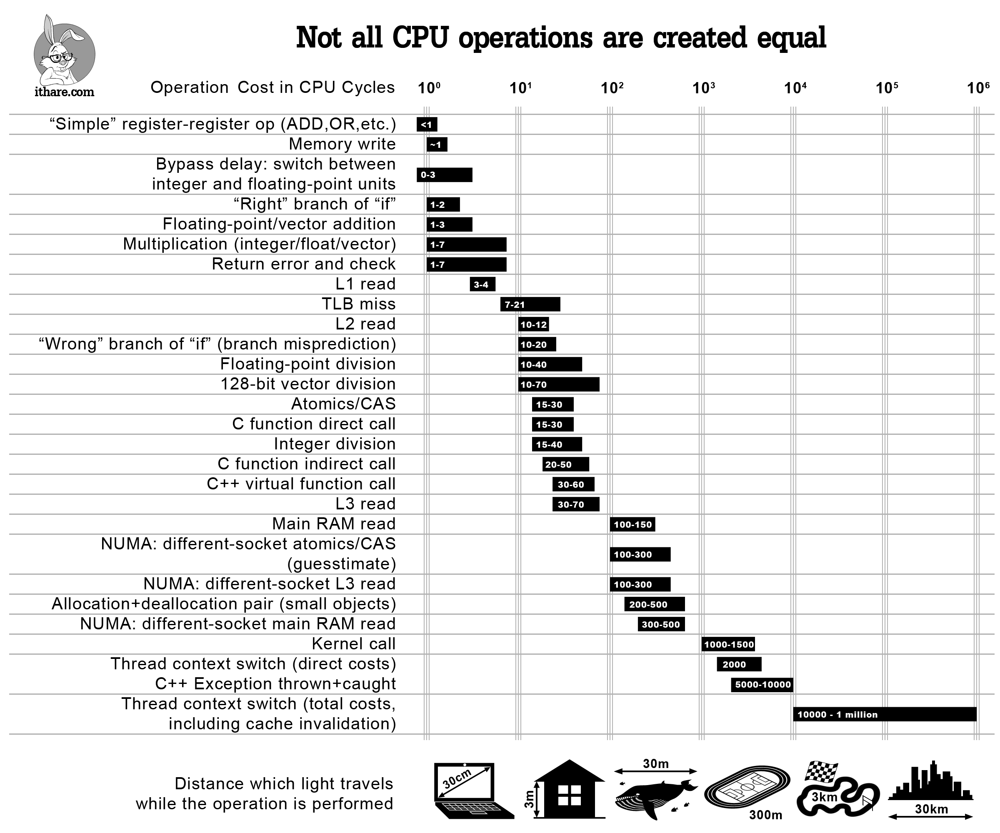 Not all CPU operations are created equal
ithare.com
Operation Cost in CPU Cycles 10⁰ 10¹ 10² 10³ 10⁴ 10⁵ 10⁶
“Simple” register-register op (ADD,OR,etc.) <1
Memory write ~1
Bypass delay: switch between
integer and floating-point units 0-3
“Right” branch of “if” 1-2
Floating-point/vector addition 1-3
Multiplication (integer/float/vector) 1-7
Return error and check 1-7
L1 read 3-4
TLB miss 7-21
L2 read 10-12
“Wrong” branch of “if” (branch misprediction) 10-20
Floating-point division 10-40
128-bit vector division 10-70
Atomics/CAS 15-30
C function direct call 15-30
Integer division 15-40
C function indirect call 20-50
C++ virtual function call 30-60
L3 read 30-70
Main RAM read 100-150
NUMA: different-socket atomics/CAS
(guesstimate) 100-300
NUMA: different-socket L3 read 100-300
Allocation+deallocation pair (small objects) 200-500
NUMA: different-socket main RAM read 300-500
Kernel call 1000-1500
Thread context switch (direct costs) 2000
C++ Exception thrown+caught 5000-10000
Thread context switch (total costs,
including cache invalidation) 10000 - 1 million
Distance which light travels
while the operation is performed
30cm
3m
30m
300m
3km
30km